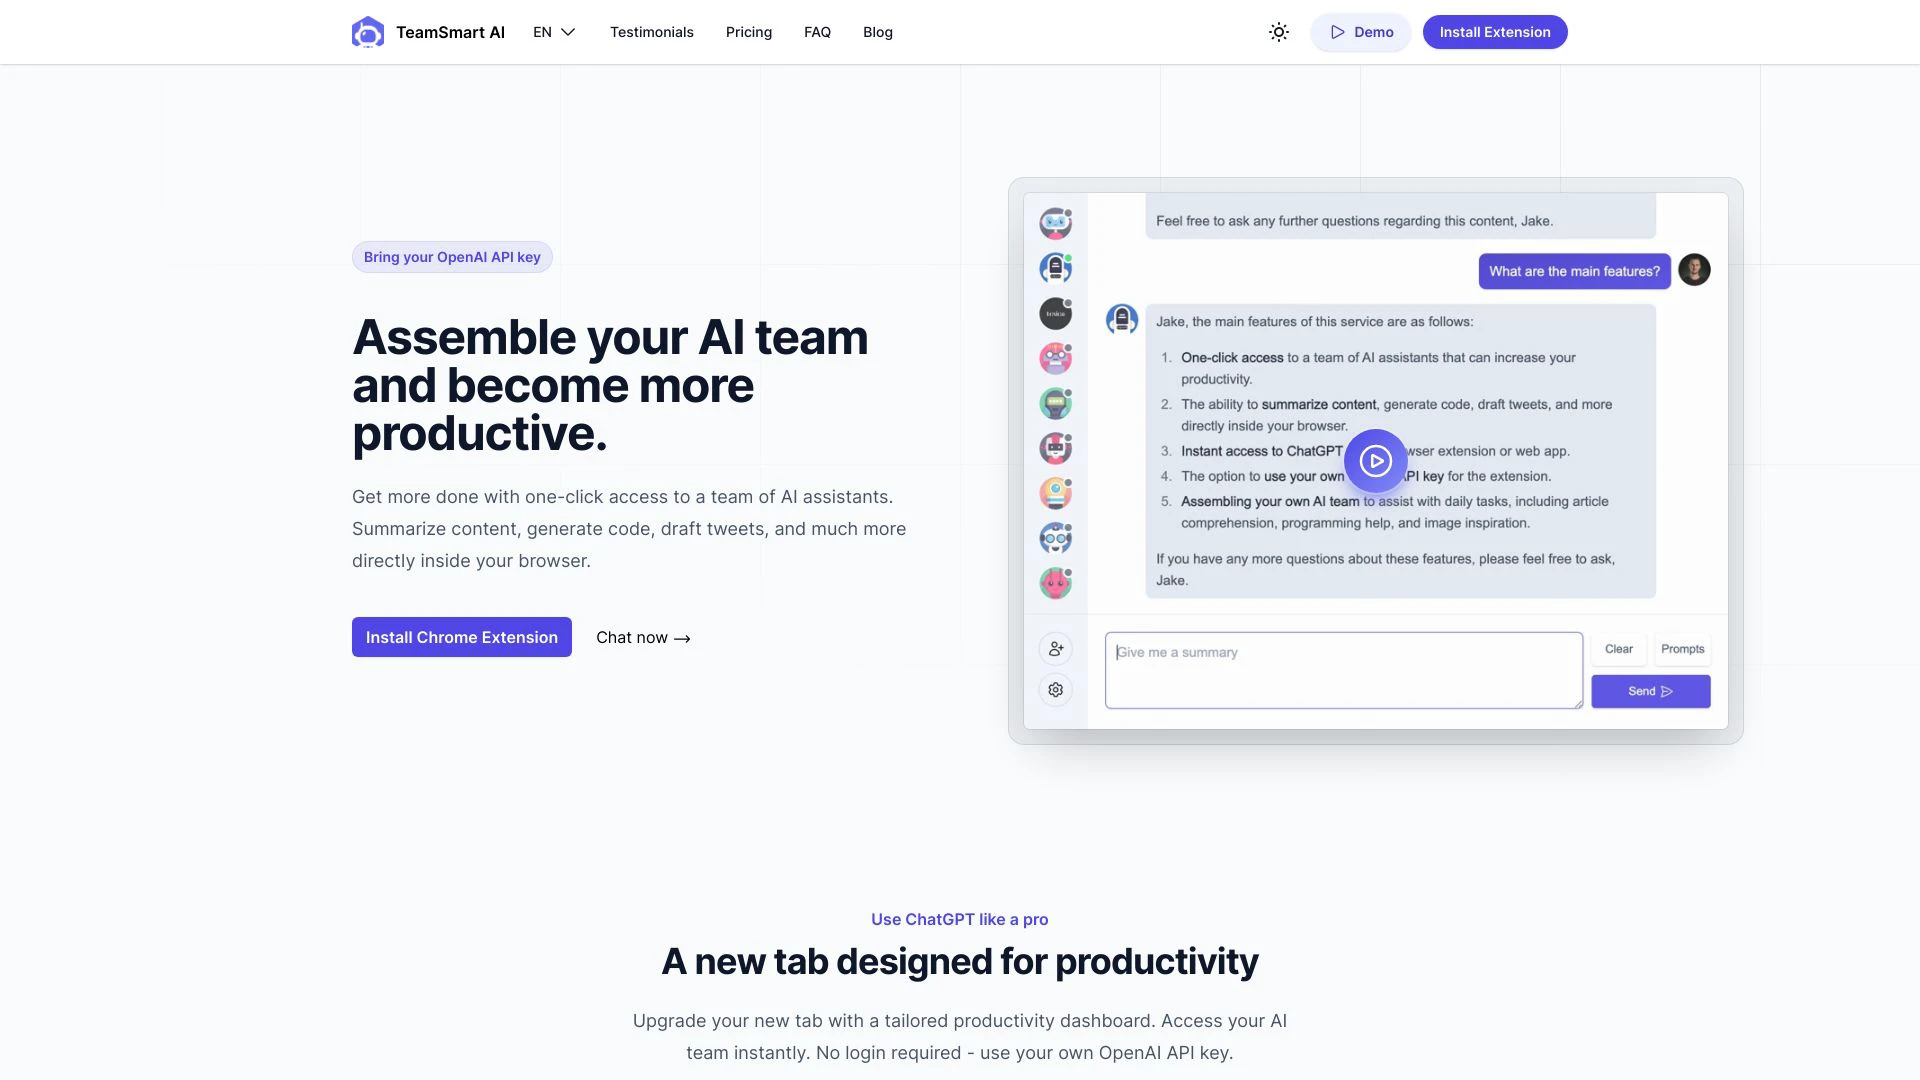 TeamSmart AI
EN
Testimonials
Pricing
FAQ
Blog
Demo
Install Extension
Bring your OpenAI API key
Assemble your AI team
and become more
productive.
Get more done with one-click access to a team of AI assistants.
Summarize content, generate code, draft tweets, and much more
directly inside your browser.
Install Chrome Extension
Chat now →
Feel free to ask any further questions regarding this content, Jake.
What are the main features?
Jake, the main features of this service are as follows:
1. One-click access to a team of AI assistants that can increase your
productivity.
2. The ability to summarize content, generate code, draft tweets, and more
directly inside your browser.
3. Instant access to ChatGPT wser extension or web app.
4. The option to use your own API key for the extension.
5. Assembling your own AI team to assist with daily tasks, including article
comprehension, programming help, and image inspiration.
If you have any more questions about these features, please feel free to ask,
Jake.
Give me a summary
Clear
Prompts
Send
Use ChatGPT like a pro
A new tab designed for productivity
Upgrade your new tab with a tailored productivity dashboard. Access your AI
team instantly. No login required - use your own OpenAI API key.